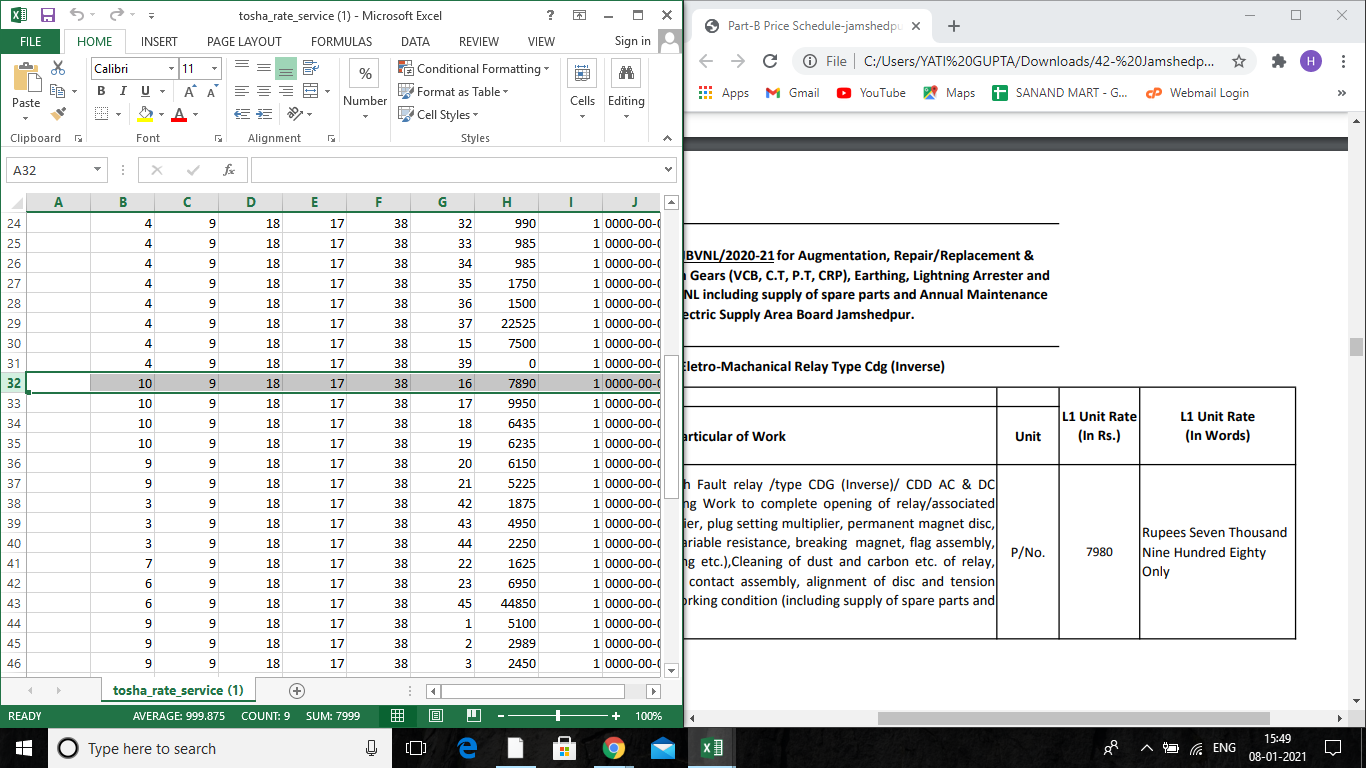 tosha_rate_service (1) - Microsoft Excel
FILE HOME INSERT PAGE LAYOUT FORMULAS DATA REVIEW VIEW Sign in
Paste
Calibri 11
B I U A A
A
%
Number
Conditional Formatting
Format as Table
Cell Styles
Cells
Editing
Clipboard Font Alignment Styles
A32 fx
A B C D E F G H I J
24 4 9 18 17 38 32 990 1 0000-00-0
25 4 9 18 17 38 33 985 1 0000-00-0
26 4 9 18 17 38 34 985 1 0000-00-0
27 4 9 18 17 38 35 1750 1 0000-00-0
28 4 9 18 17 38 36 1500 1 0000-00-0
29 4 9 18 17 38 37 22525 1 0000-00-0
30 4 9 18 17 38 15 7500 1 0000-00-0
31 4 9 18 17 38 39 0 1 0000-00-0
32 10 9 18 17 38 16 7890 1 0000-00-0
33 10 9 18 17 38 17 9950 1 0000-00-0
34 10 9 18 17 38 18 6435 1 0000-00-0
35 10 9 18 17 38 19 6235 1 0000-00-0
36 9 9 18 17 38 20 6150 1 0000-00-0
37 9 9 18 17 38 21 5225 1 0000-00-0
38 3 9 18 17 38 42 1875 1 0000-00-0
39 3 9 18 17 38 43 4950 1 0000-00-0
40 3 9 18 17 38 44 2250 1 0000-00-0
41 7 9 18 17 38 22 1625 1 0000-00-0
42 6 9 18 17 38 23 6950 1 0000-00-0
43 6 9 18 17 38 45 44850 1 0000-00-0
44 9 9 18 17 38 1 5100 1 0000-00-0
45 9 9 18 17 38 2 2989 1 0000-00-0
46 9 9 18 17 38 3 2450 1 0000-00-0
tosha_rate_service (1)
READY AVERAGE: 999.875 COUNT: 9 SUM: 7999 100%
Part-B Price Schedule-jamshedpu
File C:/Users/YATI%20GUPTA/Downloads/42-%20Jamshedp... H
Apps Gmail YouTube Maps SANAND MART - G... cP Webmail Login »
JBVNL/2020-21 for Augmentation, Repair/Replacement &
Gears (VCB, C.T, P.T, CRP), Earthing, Lightning Arrester and
NL including supply of spare parts and Annual Maintenance
ectric Supply Area Board Jamshedpur.
Eletro-Machanical Relay Type Cdg (Inverse)
articular of Work
Unit
L1 Unit Rate
(In Rs.)
L1 Unit Rate
(In Words)
h Fault relay /type CDG (Inverse)/ CDD AC & DC
ng Work to complete opening of relay/associated
ier, plug setting multiplier, permanent magnet disc,
ariable resistance, breaking magnet, flag assembly,
ng etc.),Cleaning of dust and carbon etc. of relay,
contact assembly, alignment of disc and tension
orking condition (including supply of spare parts and
P/No.
7980
Rupees Seven Thousand
Nine Hundred Eighty
Only
Type here to search
ENG
15:49
08-01-2021